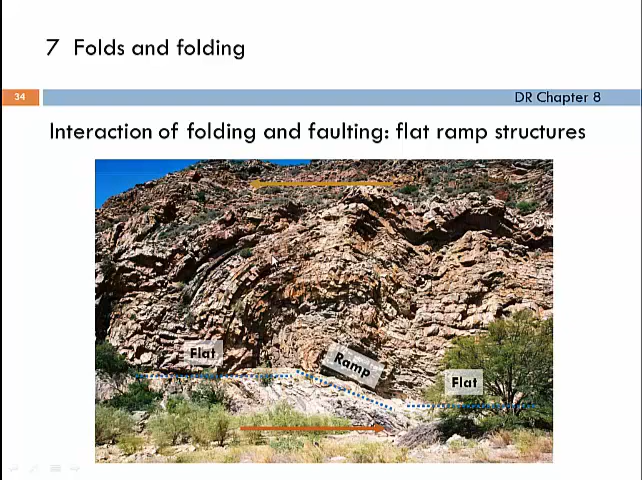 7 Folds and folding
34
DR Chapter 8
Interaction of folding and faulting: flat ramp structures
Flat
Ramp
Flat